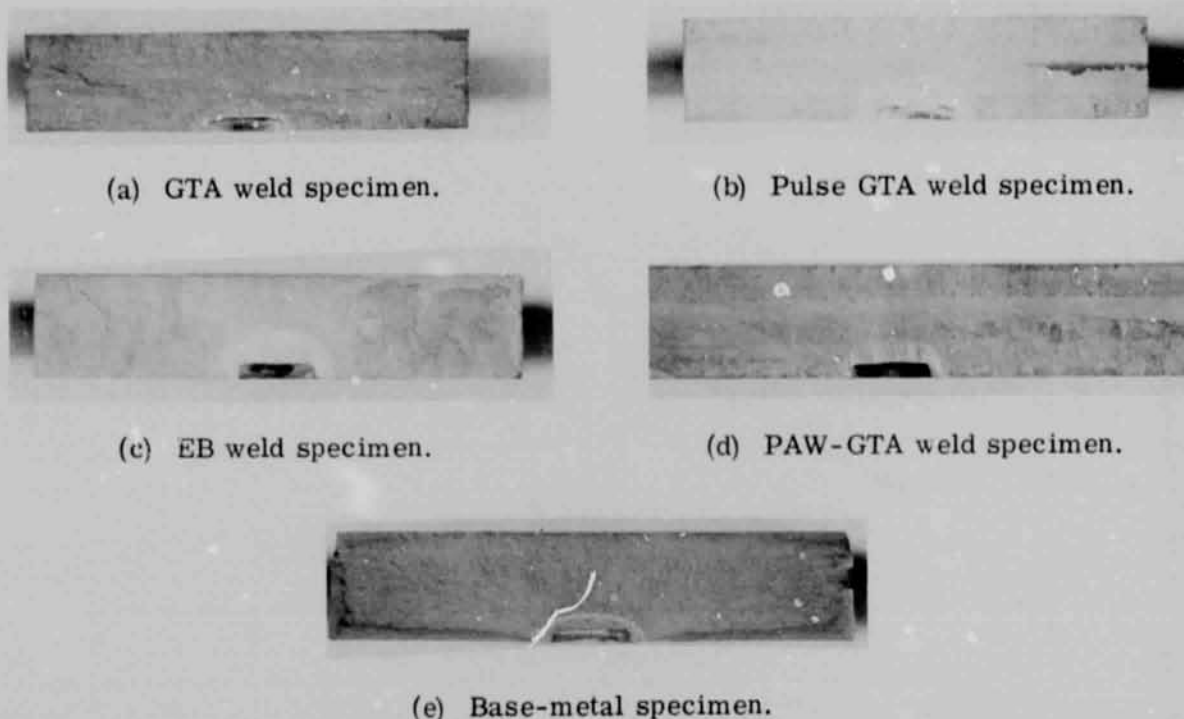 (a) GTA weld specimen.
(b) Pulse GTA weld specimen.
(c) EB weld specimen.
(d) PAW-GTA weld specimen.
(e) Base-metal specimen.